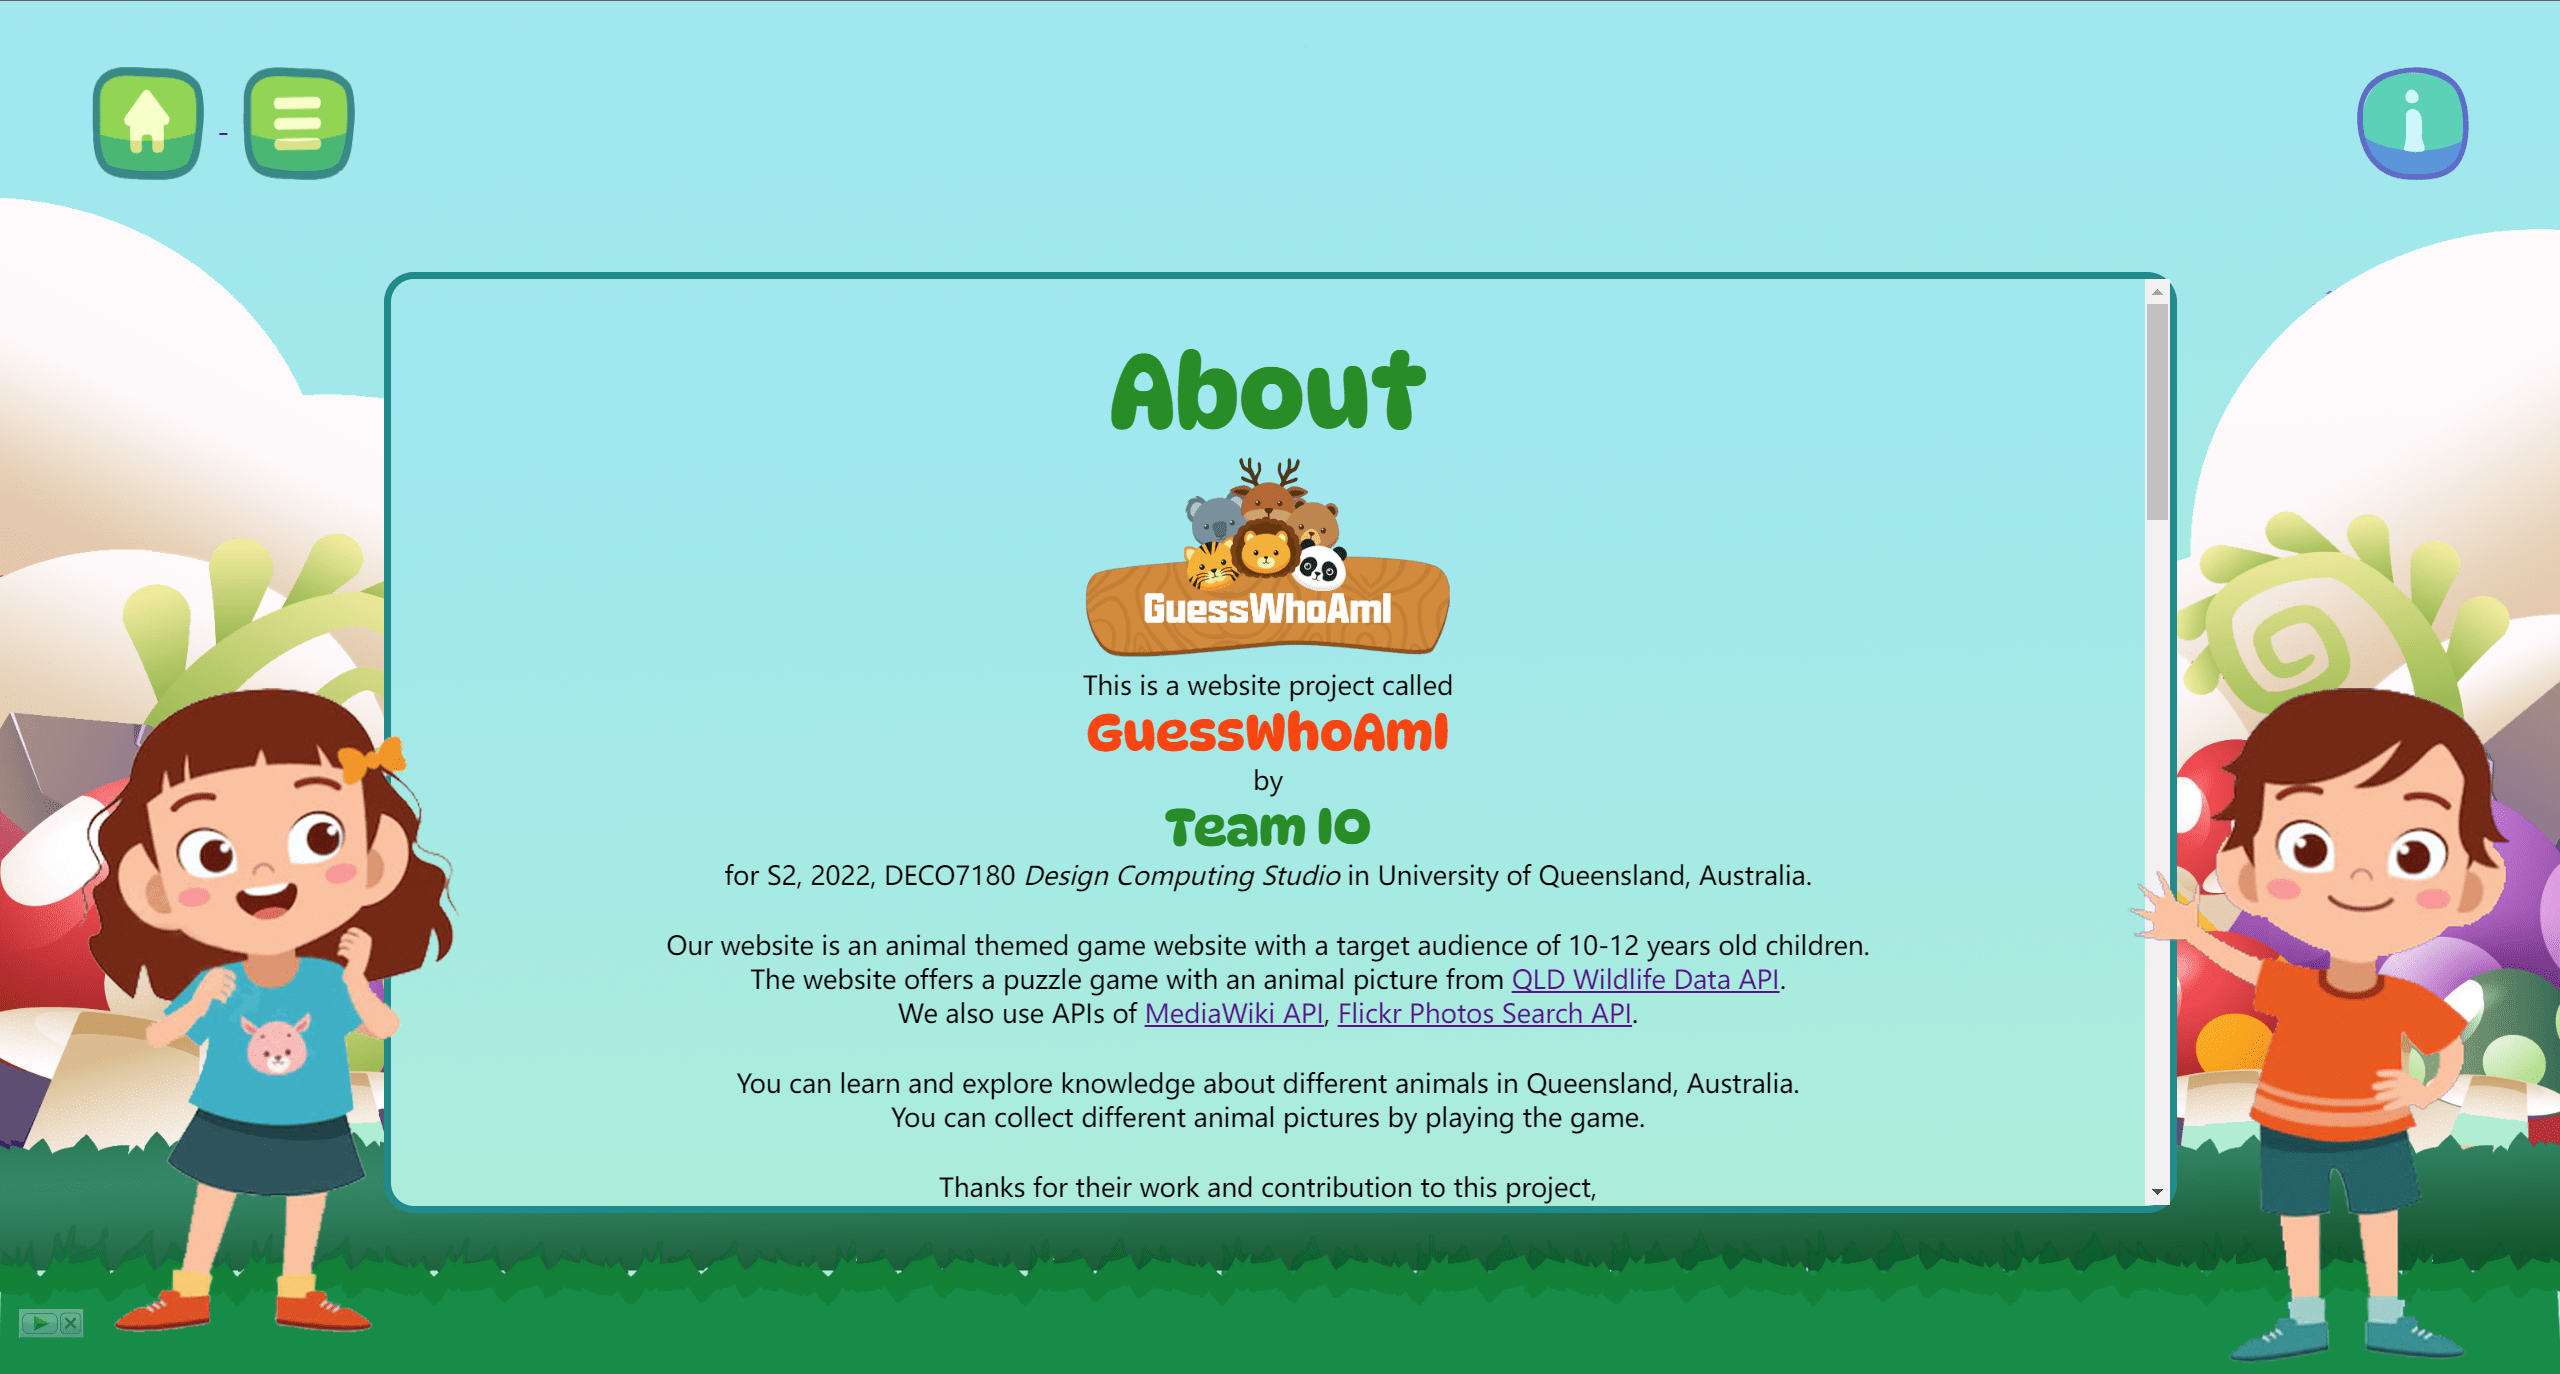 About
GuessWhoAmI
This is a website project called
GuessWhoAmI
by
Team 10
for S2, 2022, DECO7180 Design Computing Studio in University of Queensland, Australia.
Our website is an animal themed game website with a target audience of 10-12 years old children.
The website offers a puzzle game with an animal picture from QLD Wildlife Data API.
We also use APIs of MediaWiki API, Flickr Photos Search API.
You can learn and explore knowledge about different animals in Queensland, Australia.
You can collect different animal pictures by playing the game.
Thanks for their work and contribution to this project,